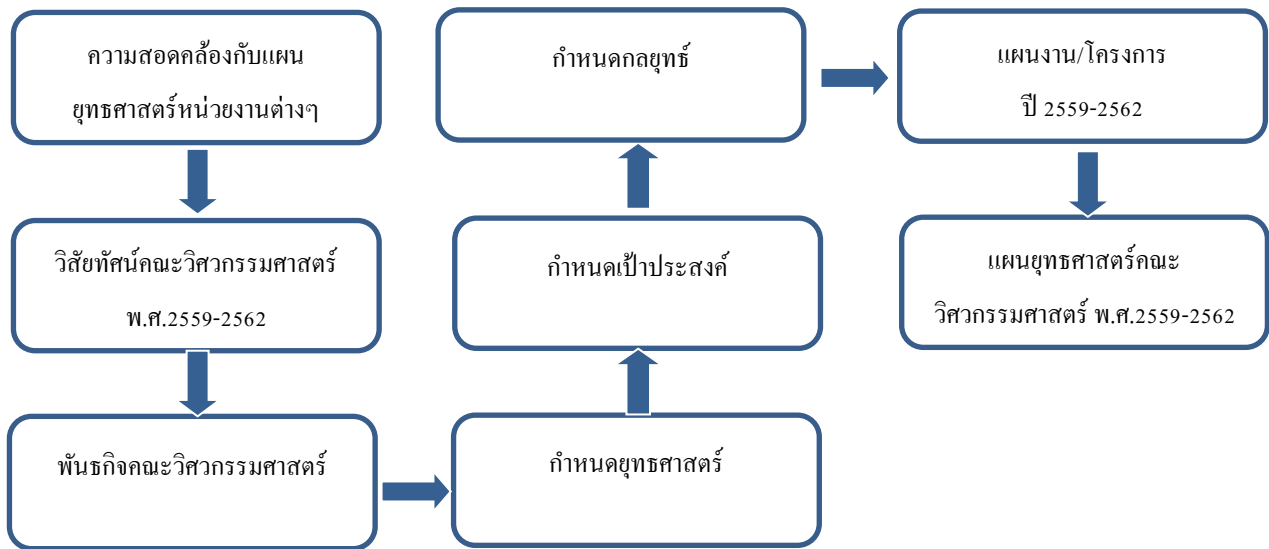 ความสอดคล้องกับแผน
ยุทธศาสตร์หน่วยงานต่างๆ
วิสัยทัศน์คณะวิศวกรรมศาสตร์
พ.ศ.2559-2562
พันธกิจคณะวิศวกรรมศาสตร์
กำหนดยุทธศาสตร์
กำหนดเป้าประสงค์
กำหนดกลยุทธ์
แผนงาน/โครงการ
ปี 2559-2562
แผนยุทธศาสตร์คณะ
วิศวกรรมศาสตร์ พ.ศ.2559-2562